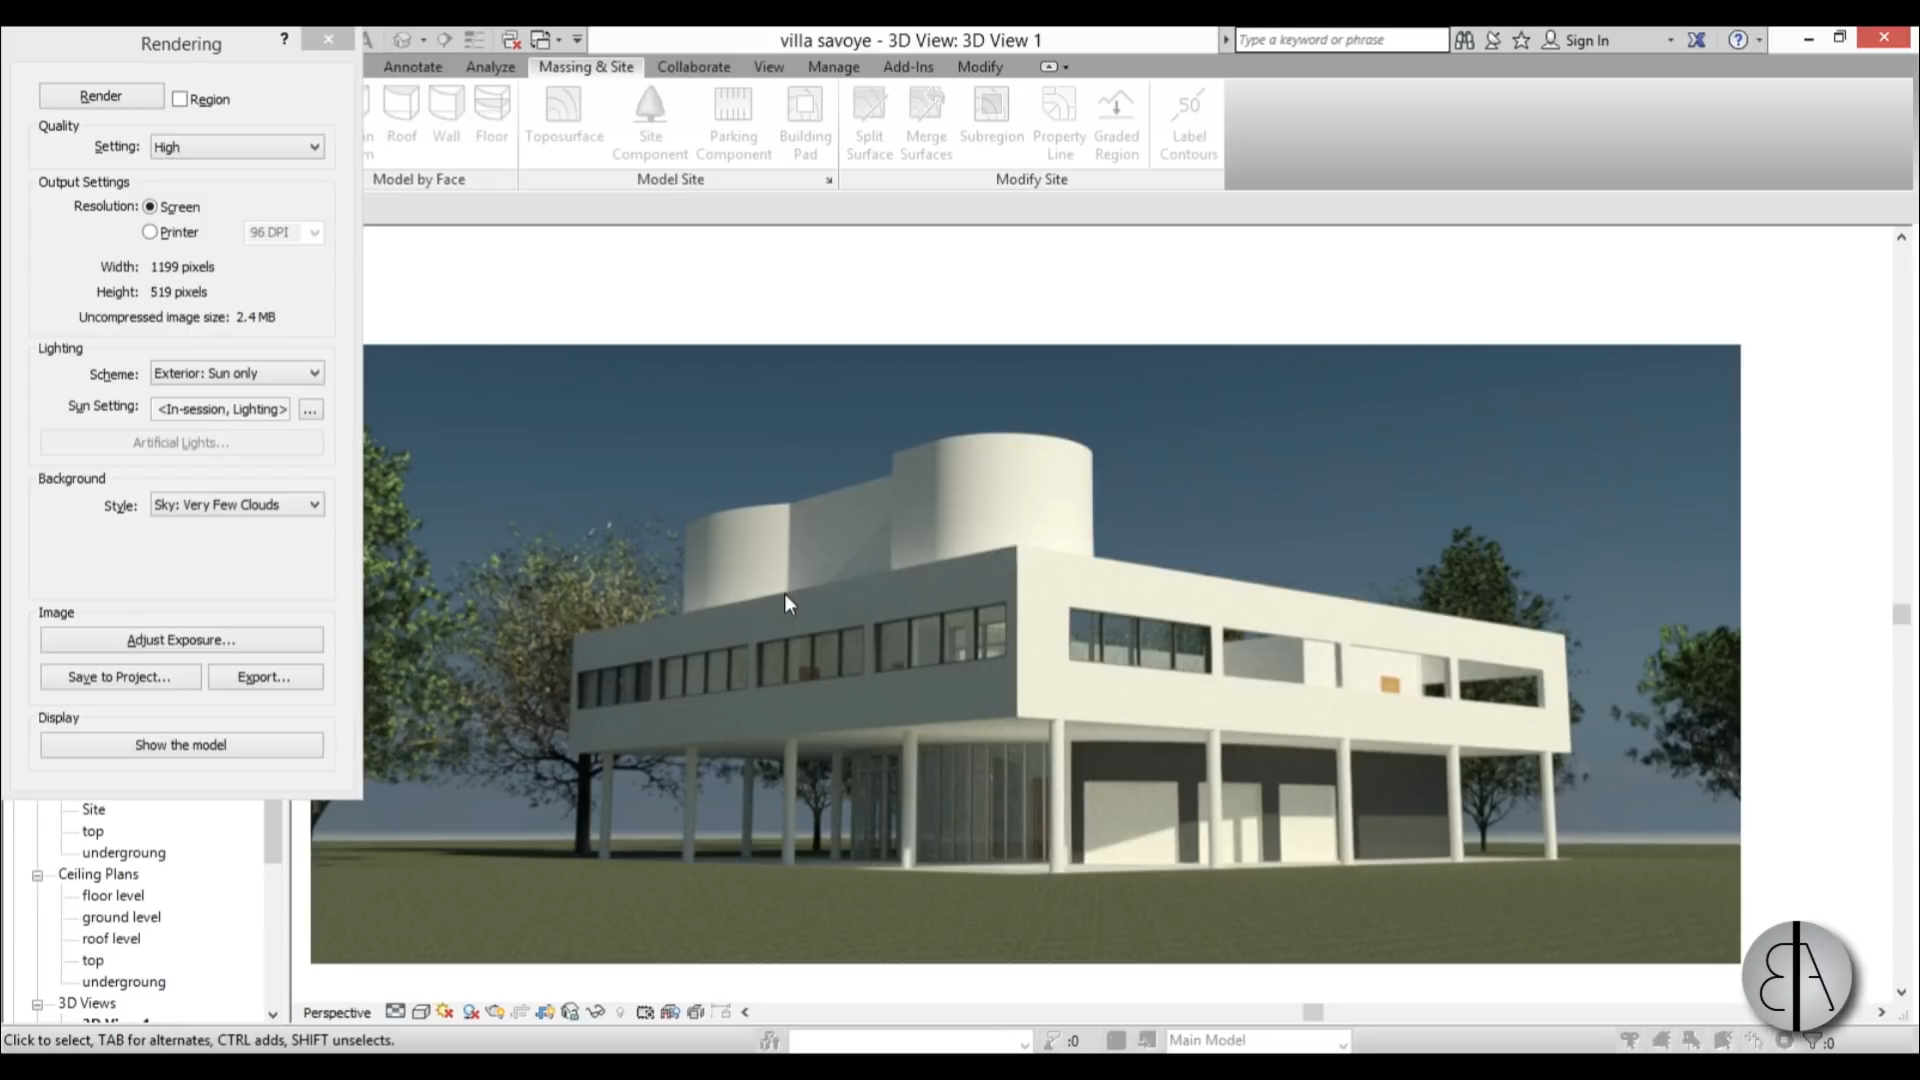 Rendering ?
villa savoye - 3D View: 3D View 1
Type a keyword or phrase
Sign In
Annotate Analyze Massing & Site Collaborate View Manage Add-Ins Modify
Render
Region
Roof Wall Floor
Toposurface
Site Component
Parking Component
Building Pad
Split Surface
Merge Surfaces
Subregion
Property Line
Graded Region
50
Label Contours
Model by Face
Model Site
Modify Site
Quality
Setting: High
Output Settings
Resolution: Screen
Printer 96 DPI
Width: 1199 pixels
Height: 519 pixels
Uncompressed image size: 2.4 MB
Lighting
Scheme: Exterior: Sun only
Sun Setting: <In-session, Lighting> ...
Artificial Lights...
Background
Style: Sky: Very Few Clouds
Image
Adjust Exposure...
Save to Project... Export...
Display
Show the model
Site
top
undergroung
Ceiling Plans
floor level
ground level
roof level
top
undergroung
3D Views
Perspective
Click to select, TAB for alternates, CTRL adds, SHIFT unselects.
:0
Main Model
:0